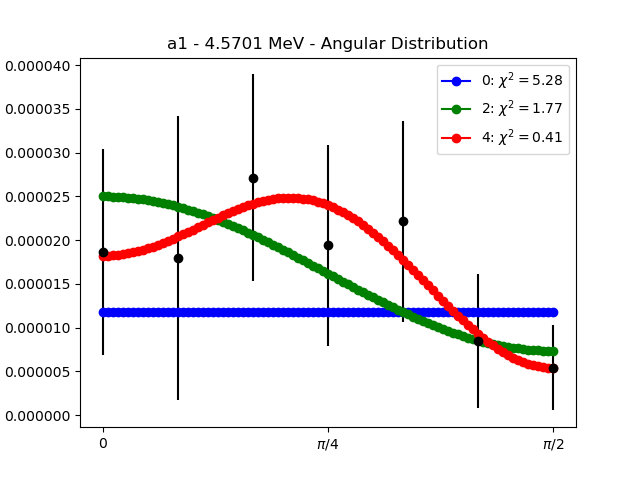 a1 - 4.5701 MeV - Angular Distribution
0.000040
0.000035
0.000030
0.000025
0.000020
0.000015
0.000010
0.000005
0.000000
0: χ² = 5.28
2: χ² = 1.77
4: χ² = 0.41
0
π/4
π/2